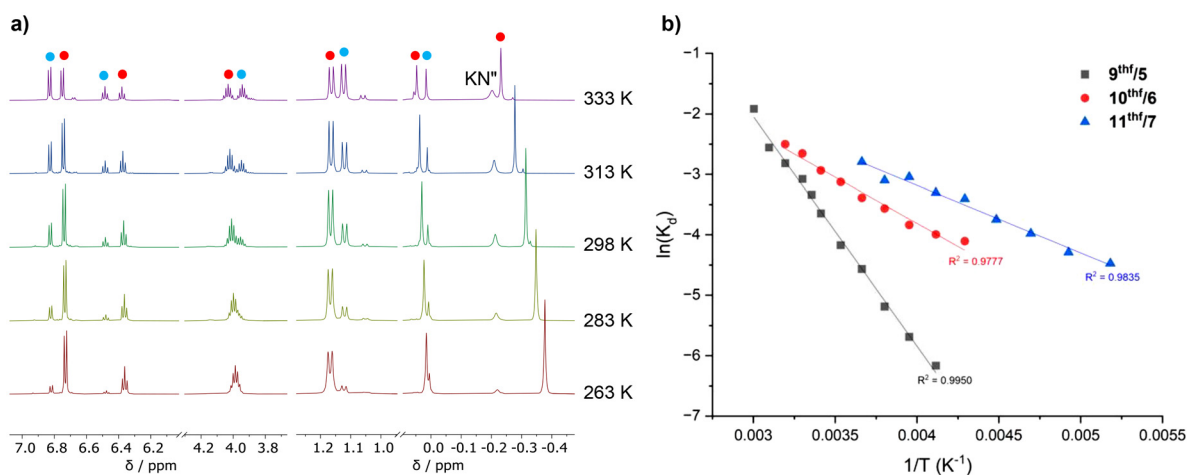 a)
KN"
333 K
313 K
298 K
283 K
263 K
7.0 6.8 6.6 6.4 6.2 4.2 4.0 3.8 1.2 1.1 1.0 0.0 -0.1 -0.2 -0.3 -0.4
δ / ppm δ / ppm δ / ppm δ / ppm
b)
9ᵗʰᶠ/5
10ᵗʰᶠ/6
11ᵗʰᶠ/7
−1
−2
−3
−4
−5
−6
−7
ln(K_d)
R² = 0.9777
R² = 0.9835
R² = 0.9950
0.003 0.0035 0.004 0.0045 0.005 0.0055
1/T (K⁻¹)